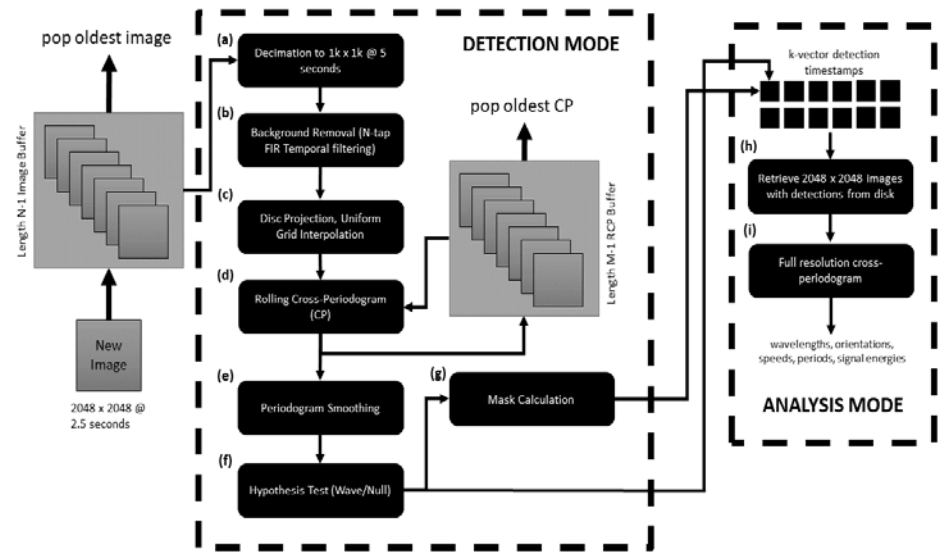 pop oldest image
Length N-1 Image Buffer
New
Image
2048 x 2048 @
2.5 seconds
DETECTION MODE
(a)
Decimation to 1k x 1k @ 5
seconds
(b)
Background Removal (N-tap
FIR Temporal filtering)
(c)
Disc Projection, Uniform
Grid Interpolation
(d)
Rolling Cross-Periodogram
(CP)
(e)
Periodogram Smoothing
(f)
Hypothesis Test (Wave/Null)
pop oldest CP
Length M-1 RCP Buffer
(g)
Mask Calculation
k-vector detection
timestamps
(h)
Retrieve 2048 x 2048 images
with detections from disk
(i)
Full resolution cross-
periodogram
wavelengths, orientations,
speeds, periods, signal energies
ANALYSIS MODE